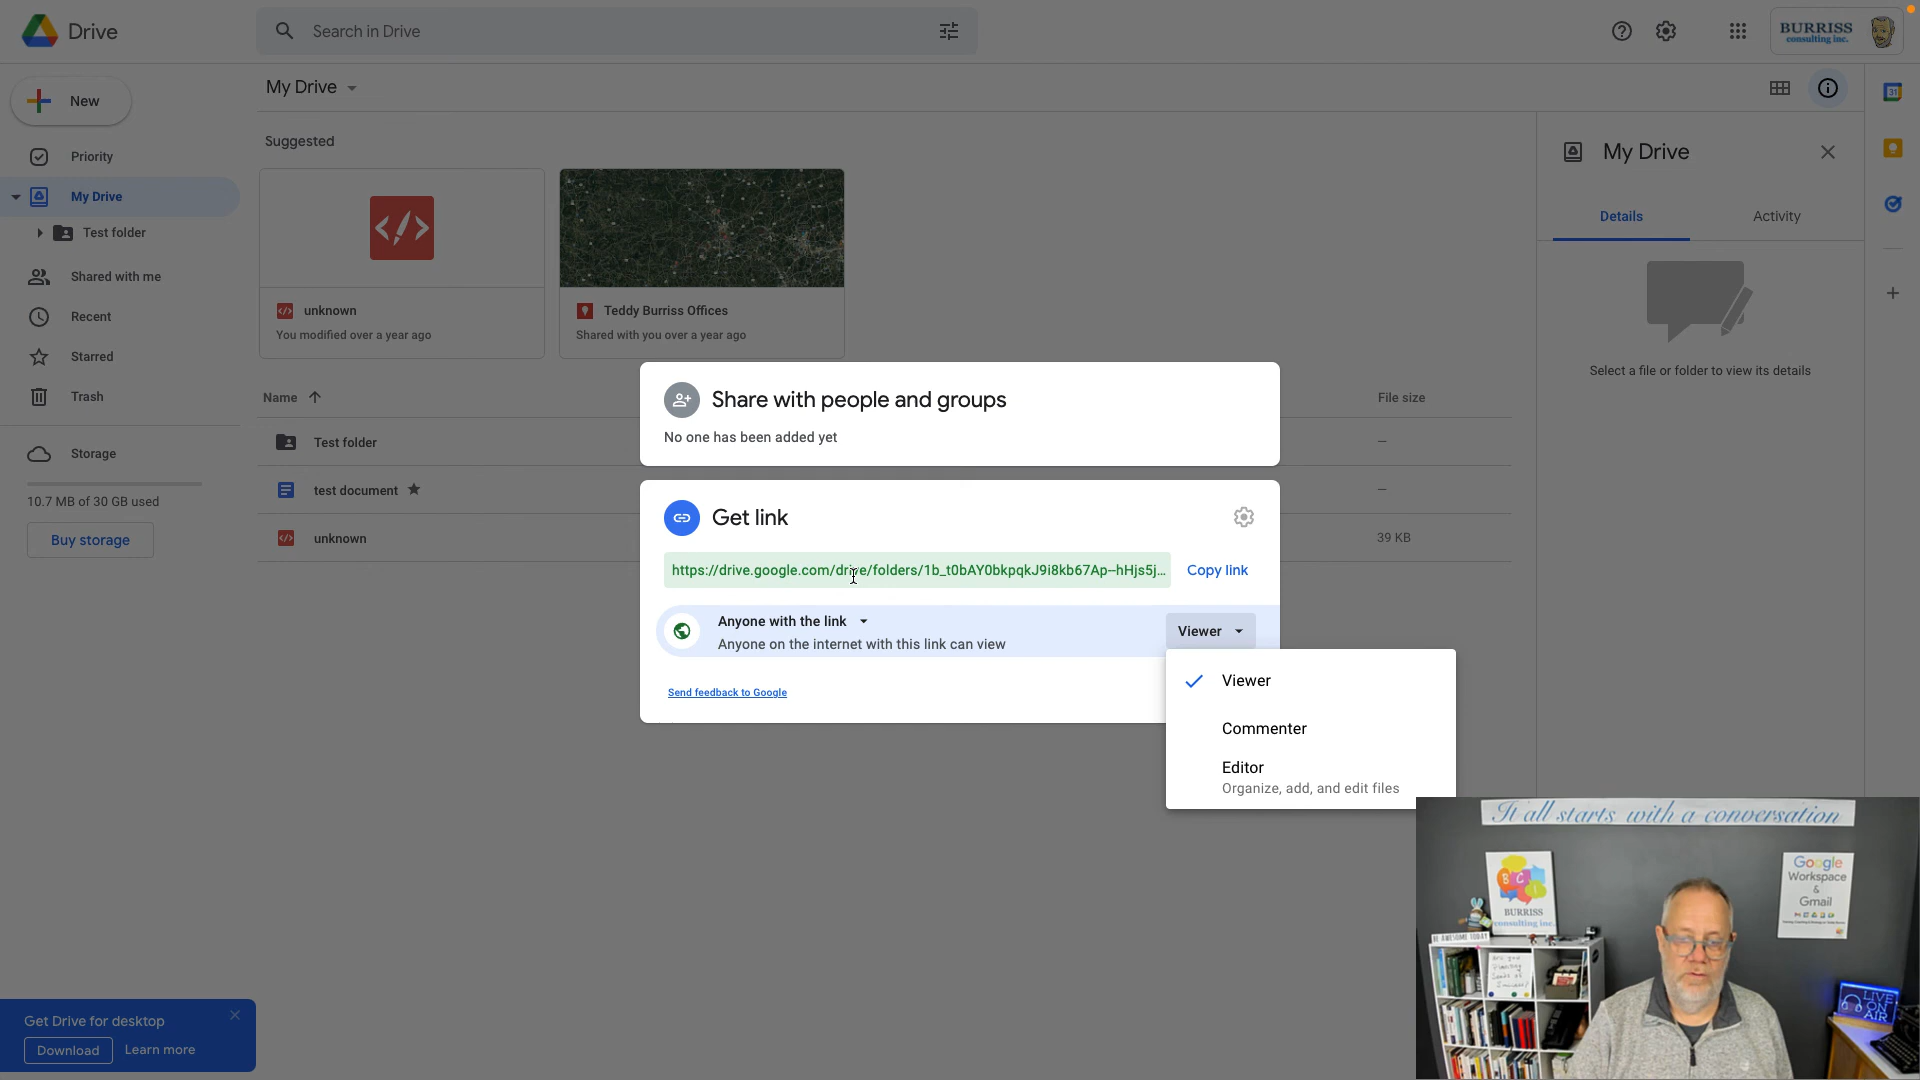 Drive
Search in Drive
BURRISS
consulting inc.
New
My Drive
Priority
My Drive
Test folder
Shared with me
Recent
Starred
Trash
Storage
10.7 MB of 30 GB used
Buy storage
Suggested
unknown
You modified over a year ago
Teddy Burriss Offices
Shared with you over a year ago
Name
File size
Test folder
—
test document
—
unknown
39 KB
Share with people and groups
No one has been added yet
Get link
https://drive.google.com/drive/folders/1b_t0bAY0bkpqkJ9i8kb67Ap--hHjs5j...
Copy link
Anyone with the link
Anyone on the internet with this link can view
Viewer
Send feedback to Google
Viewer
Commenter
Editor
Organize, add, and edit files
My Drive
Details
Activity
Select a file or folder to view its details
31
Get Drive for desktop
Download
Learn more
It all starts with a conversation
BCI
BURRISS
consulting inc.
Google
Workspace
&
Gmail
BE AWESOME TODAY
LIVE
ON AIR